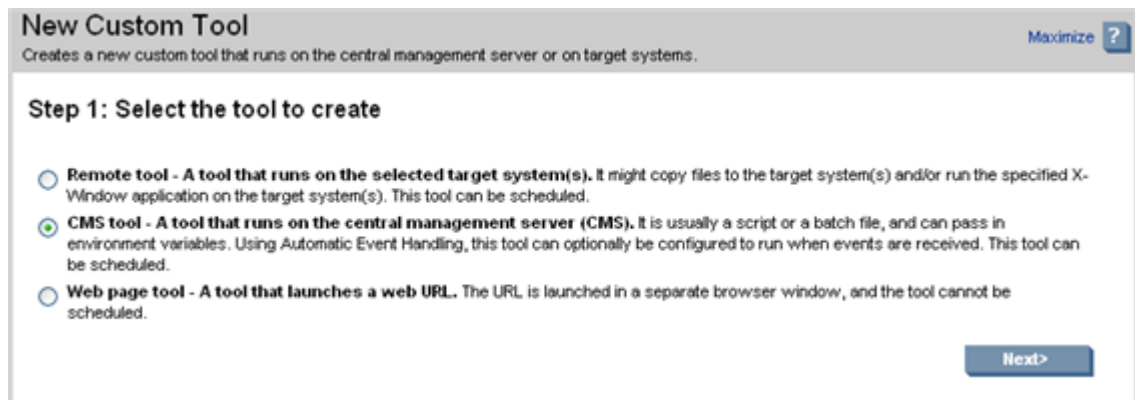 New Custom Tool
Maximize ?
Creates a new custom tool that runs on the central management server or on target systems.
Step 1: Select the tool to create
Remote tool - A tool that runs on the selected target system(s). It might copy files to the target system(s) and/or run the specified X-
Window application on the target system(s). This tool can be scheduled.
CMS tool - A tool that runs on the central management server (CMS). It is usually a script or a batch file, and can pass in
environment variables. Using Automatic Event Handling, this tool can optionally be configured to run when events are received. This tool can
be scheduled.
Web page tool - A tool that launches a web URL. The URL is launched in a separate browser window, and the tool cannot be
scheduled.
Next>